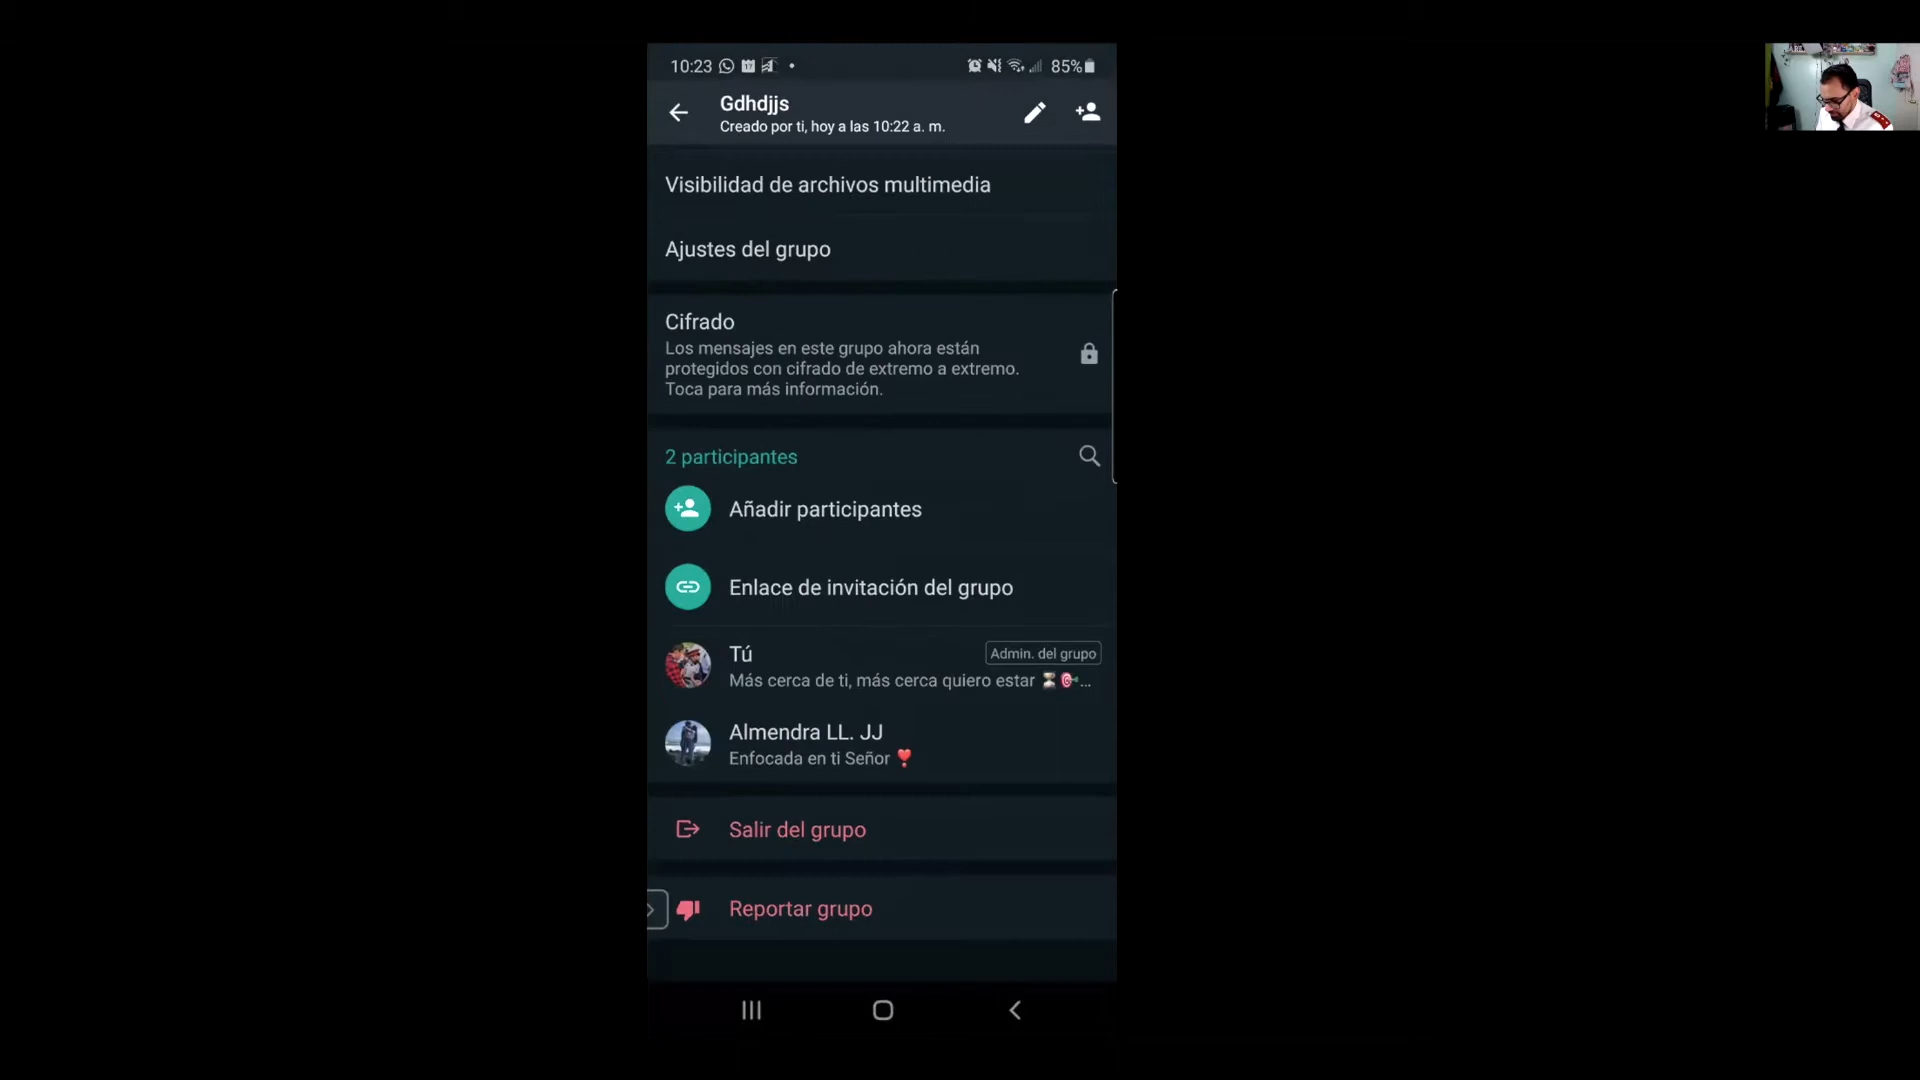 10:23
17
85%
Gdhdjjs
Creado por ti, hoy a las 10:22 a. m.
Visibilidad de archivos multimedia
Ajustes del grupo
Cifrado
Los mensajes en este grupo ahora están
protegidos con cifrado de extremo a extremo.
Toca para más información.
2 participantes
Añadir participantes
Enlace de invitación del grupo
Tú
Admin. del grupo
Más cerca de ti, más cerca quiero estar ⏳🎯...
Almendra LL. JJ
Enfocada en ti Señor ❣️
Salir del grupo
Reportar grupo